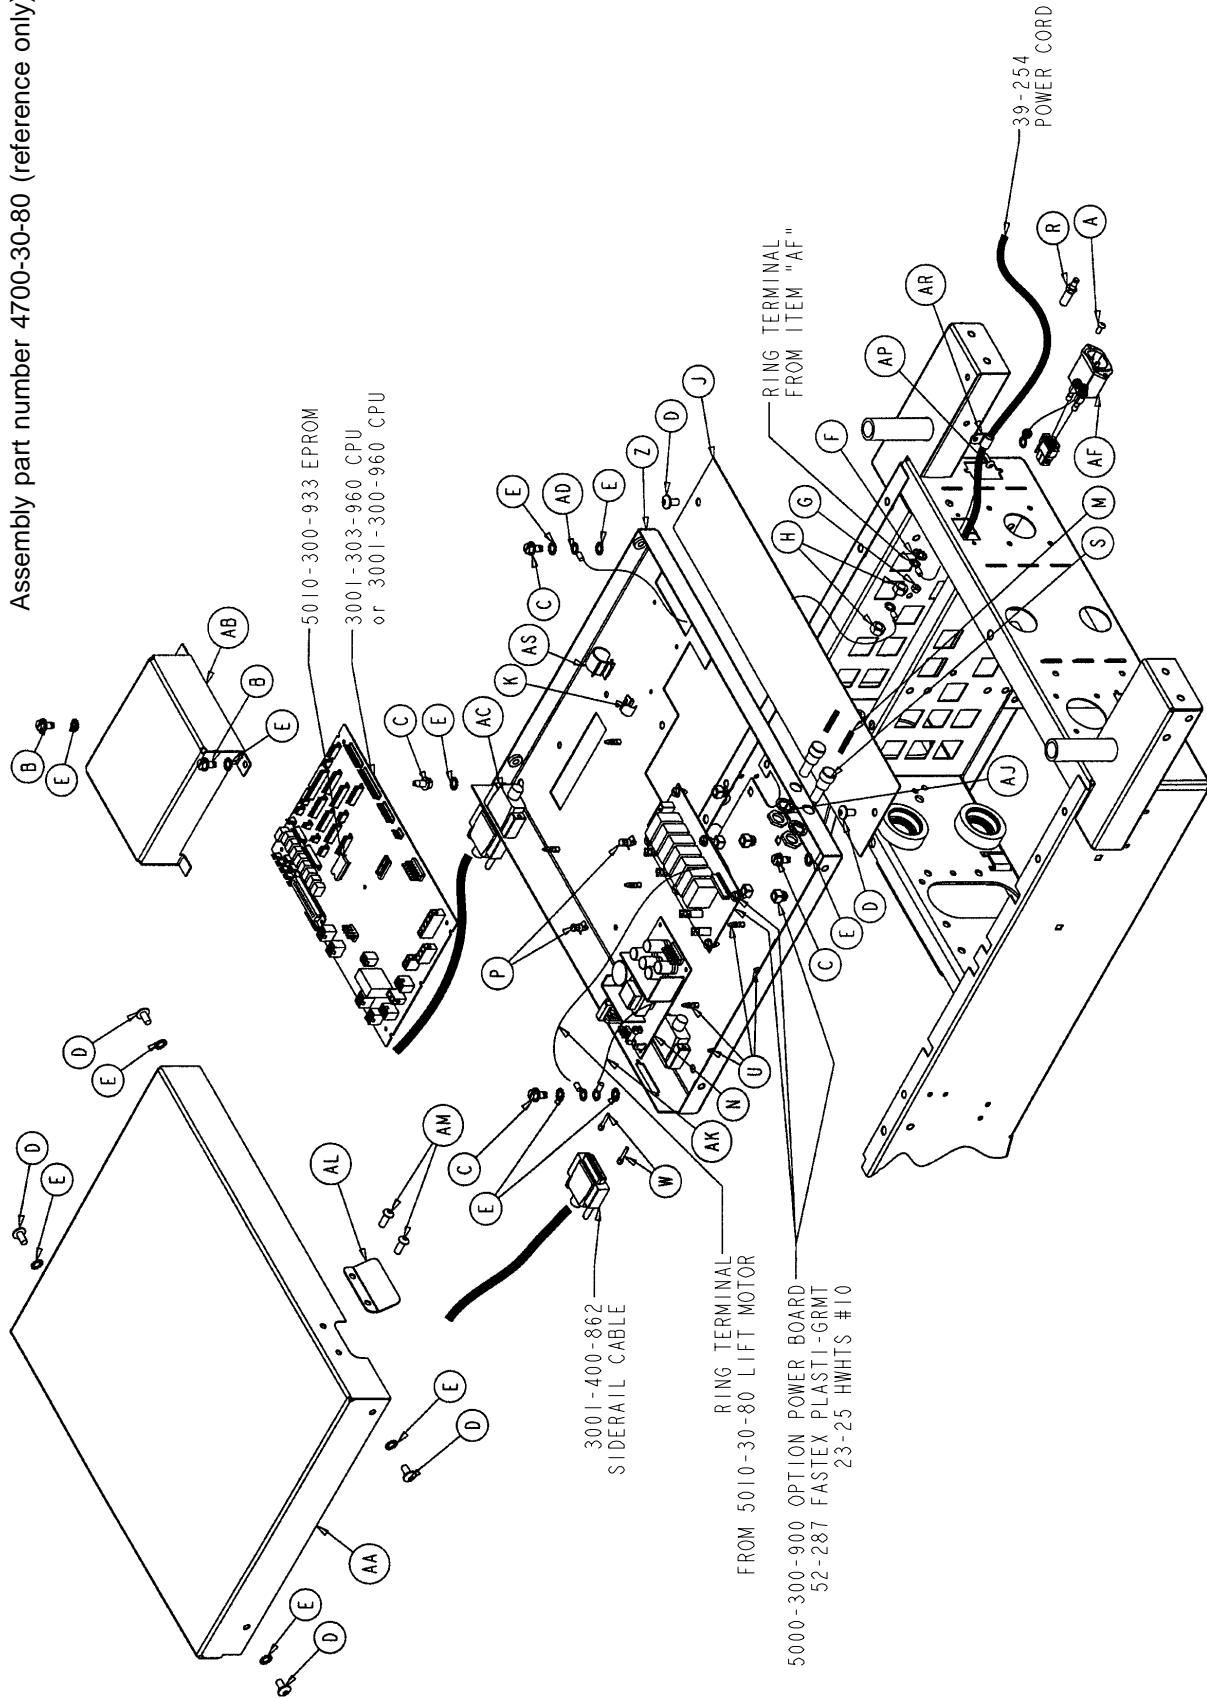 Assembly part number 4700-30-80 (reference only)
B
E
AB
B
E
5010-300-933 EPROM
3001-303-960 CPU
or 3001-300-960 CPU
39-254
POWER CORD
R
A
RING TERMINAL
FROM ITEM "AF"
AR
AP
AF
J
D
Z
F
G
H
M
S
E
AD
E
C
AS
K
AC
C
E
AJ
D
E
C
P
U
N
AK
D
E
D
E
AM
AL
C
E
W
3001-400-862
SIDERAIL CABLE
RING TERMINAL
FROM 5010-30-80 LIFT MOTOR
5000-300-900 OPTION POWER BOARD
52-287 FASTEX PLASTI-GRMT
23-25 HWHTS #10
E
D
AA
E
D